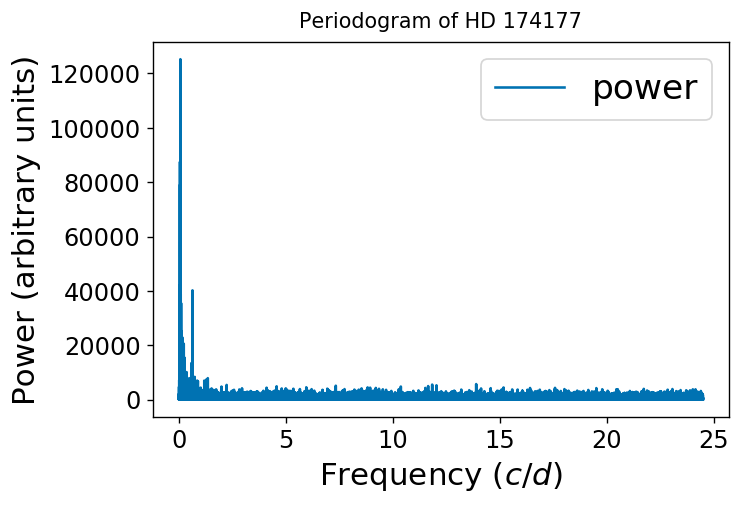 Periodogram of HD 174177
power
Power (arbitrary units)
120000
100000
80000
60000
40000
20000
0
0 5 10 15 20 25
Frequency (c/d)